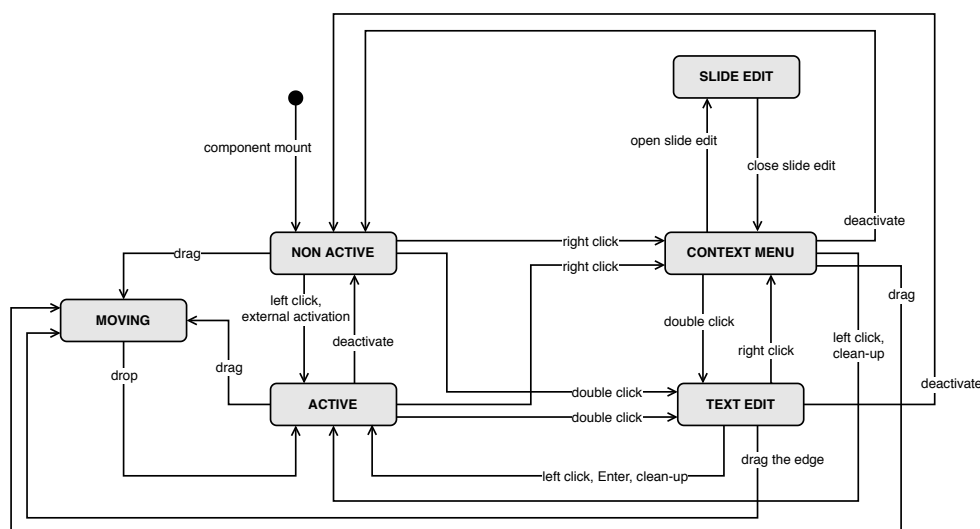 SLIDE EDIT
component mount
open slide edit
close slide edit
deactivate
drag
NON ACTIVE
right click
CONTEXT MENU
right click
drag
left click,
external activation
MOVING
double click
left click,
clean-up
deactivate
right click
drop
drag
deactivate
double click
ACTIVE
TEXT EDIT
double click
drag the edge
left click, Enter, clean-up